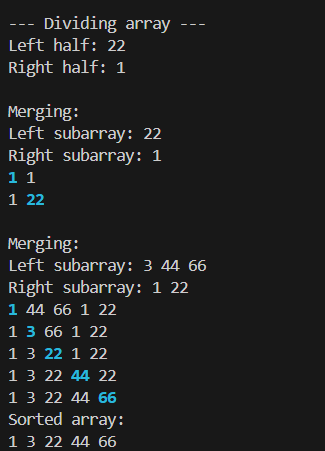 --- Dividing array ---
Left half: 22
Right half: 1
Merging:
Left subarray: 22
Right subarray: 1
1 1
1 22
Merging:
Left subarray: 3 44 66
Right subarray: 1 22
1 44 66 1 22
1 3 66 1 22
1 3 22 1 22
1 3 22 44 22
1 3 22 44 66
Sorted array:
1 3 22 44 66